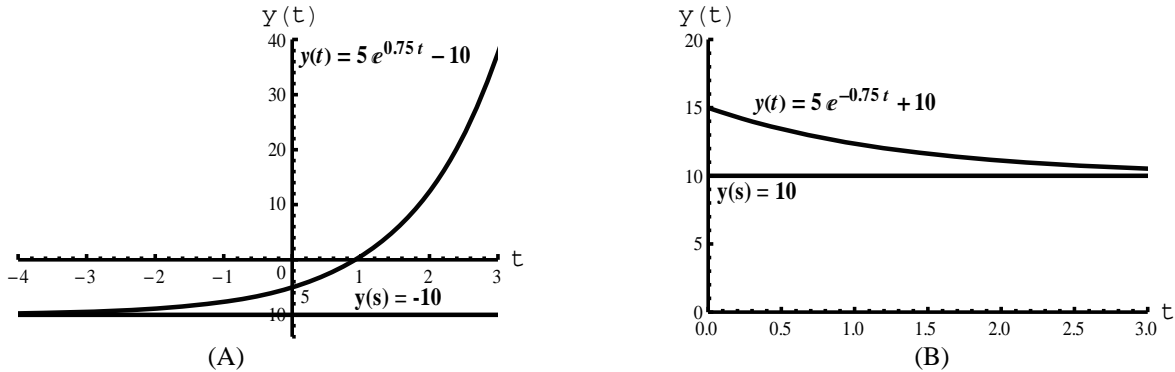 y(t)
40
y(t) = 5 e^{0.75 t} − 10
30
20
10
−4 −3 −2 −1 0 1 2 3 t
5
y(s) = -10
10
(A)
y(t)
20
15
y(t) = 5 e^{−0.75 t} + 10
10
y(s) = 10
5
0
0.0 0.5 1.0 1.5 2.0 2.5 3.0 t
(B)